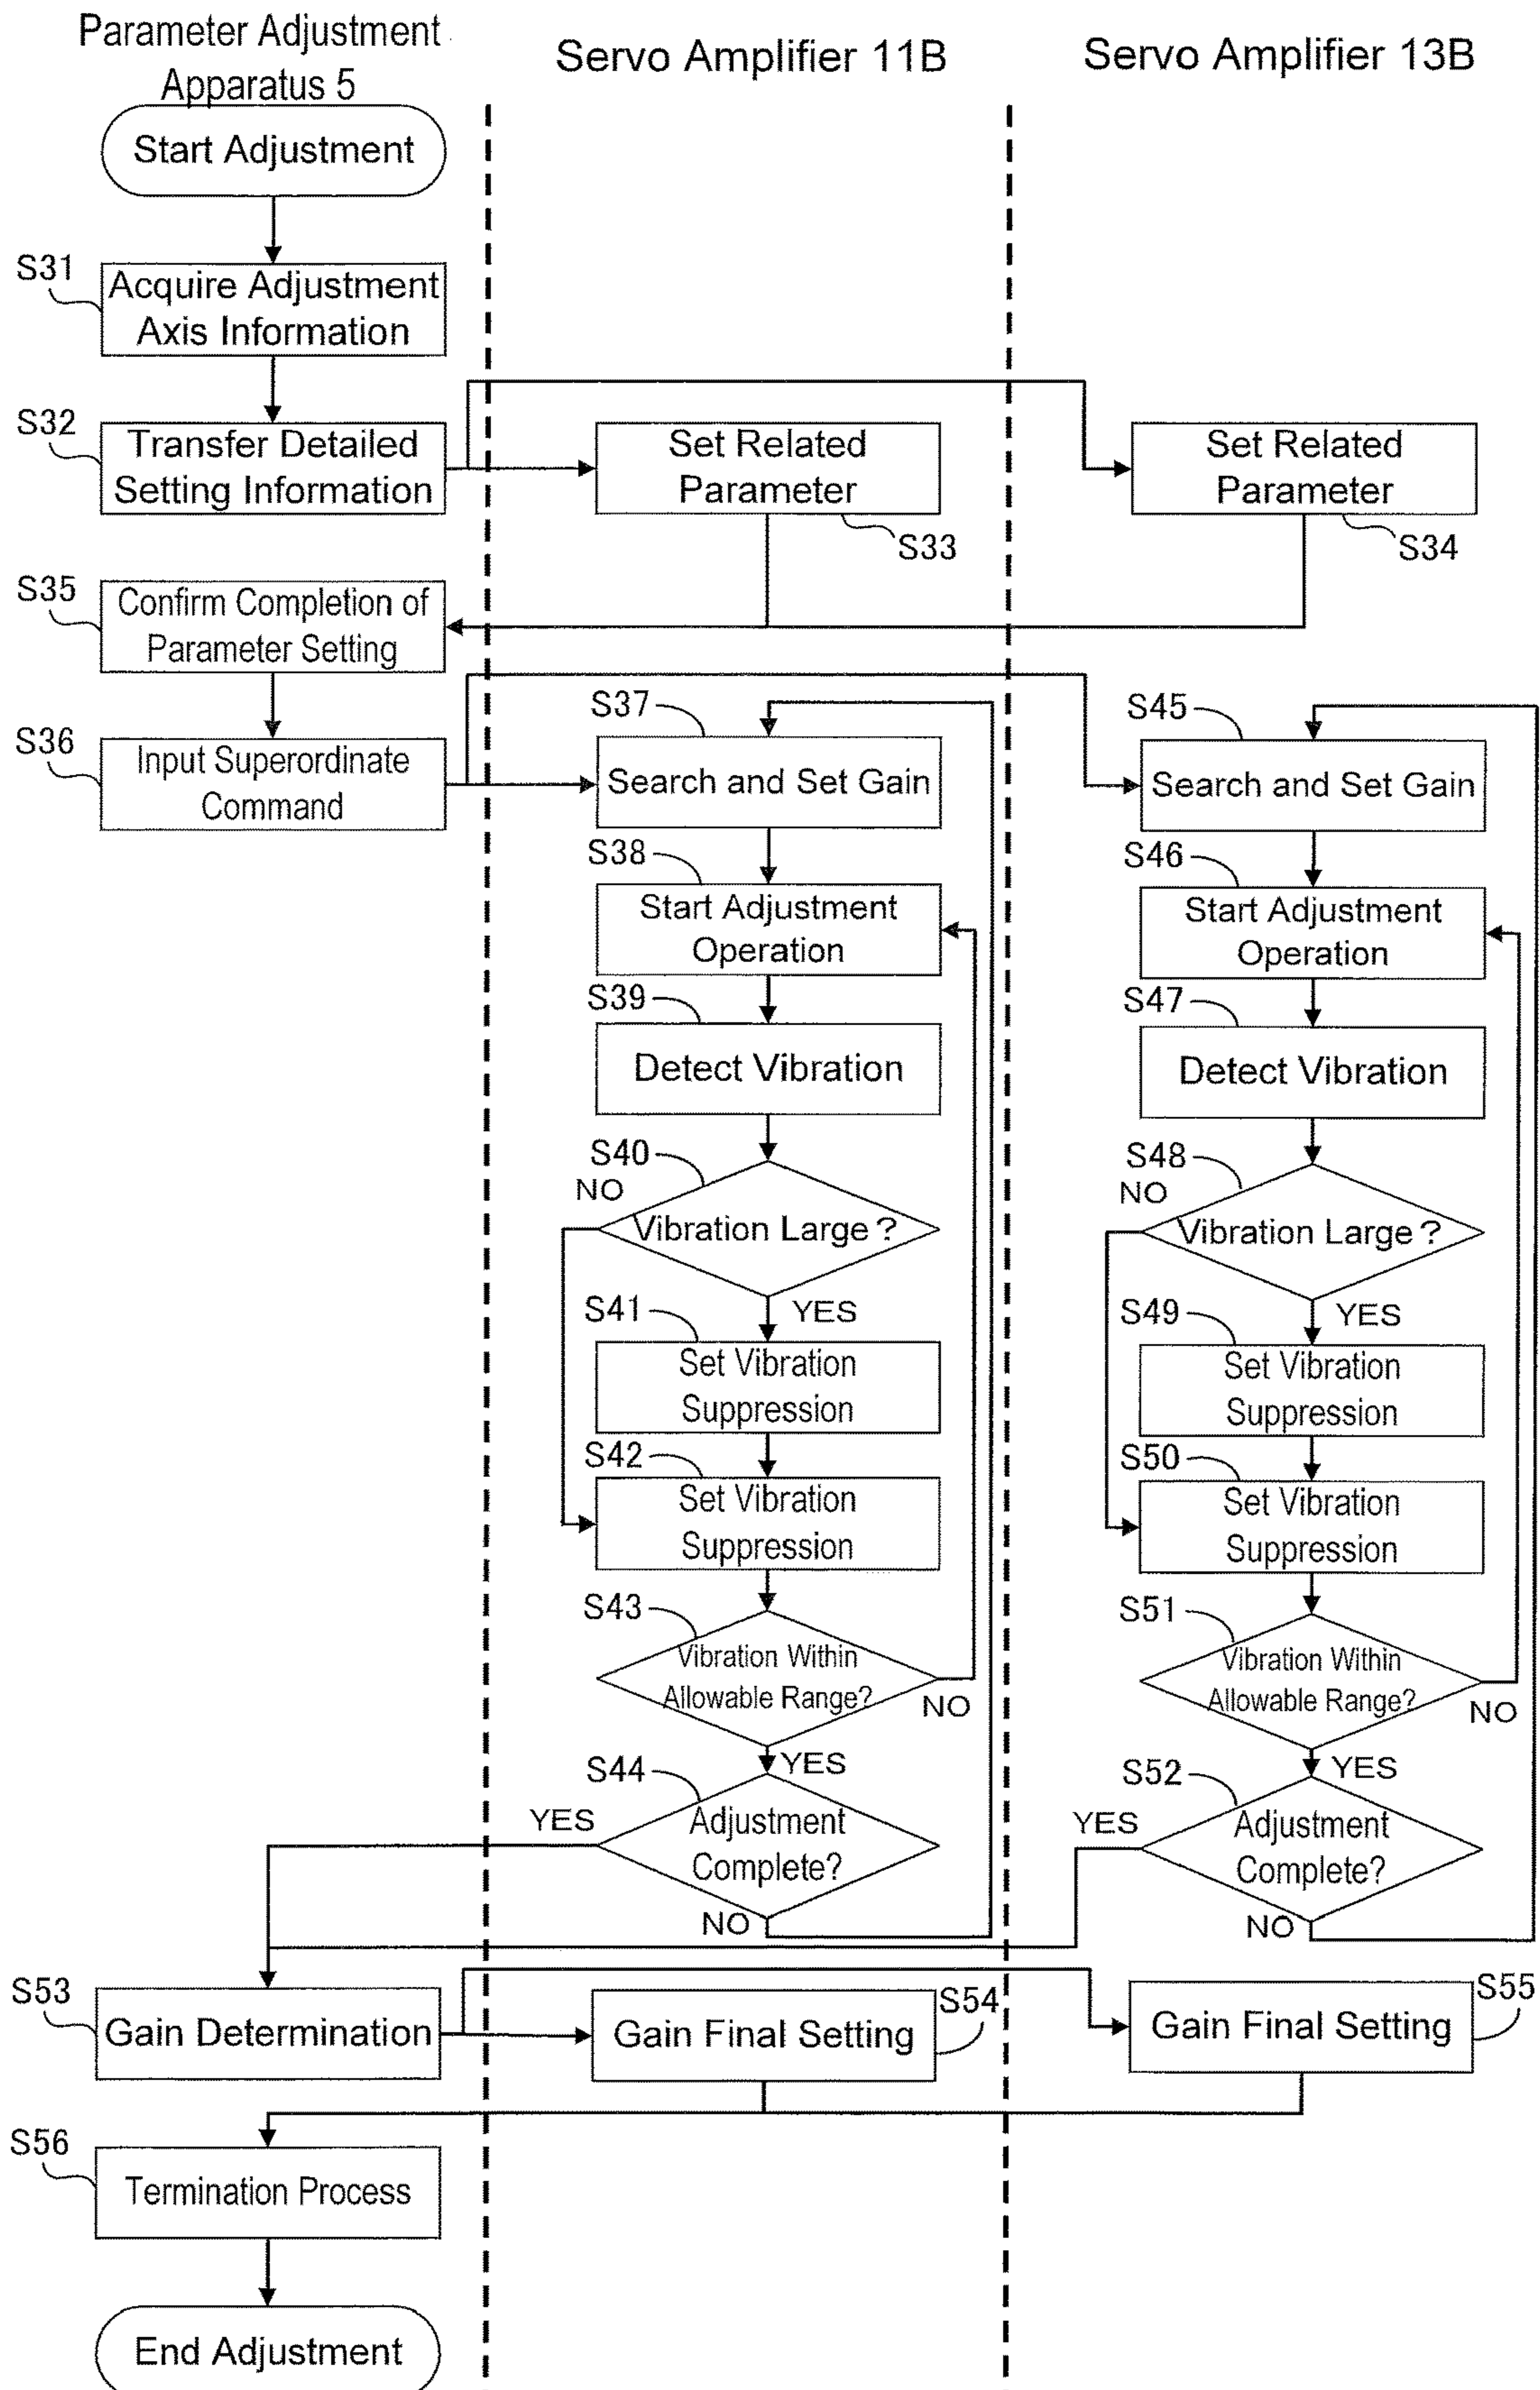 Parameter Adjustment
Apparatus 5
Servo Amplifier 11B
Servo Amplifier 13B
Start Adjustment
S31
Acquire Adjustment
Axis Information
S32
Transfer Detailed
Setting Information
Set Related
Parameter
S33
Set Related
Parameter
S34
S35
Confirm Completion of
Parameter Setting
S36
Input Superordinate
Command
S37
Search and Set Gain
S38
Start Adjustment
Operation
S39
Detect Vibration
S40
NO
Vibration Large?
YES
S41
Set Vibration
Suppression
S42
Set Vibration
Suppression
S43
Vibration Within
Allowable Range?
NO
YES
S44
YES
Adjustment
Complete?
NO
S45
Search and Set Gain
S46
Start Adjustment
Operation
S47
Detect Vibration
S48
NO
Vibration Large?
YES
S49
Set Vibration
Suppression
S50
Set Vibration
Suppression
S51
Vibration Within
Allowable Range?
NO
YES
S52
YES
Adjustment
Complete?
NO
S53
Gain Determination
S54
Gain Final Setting
S55
Gain Final Setting
S56
Termination Process
End Adjustment